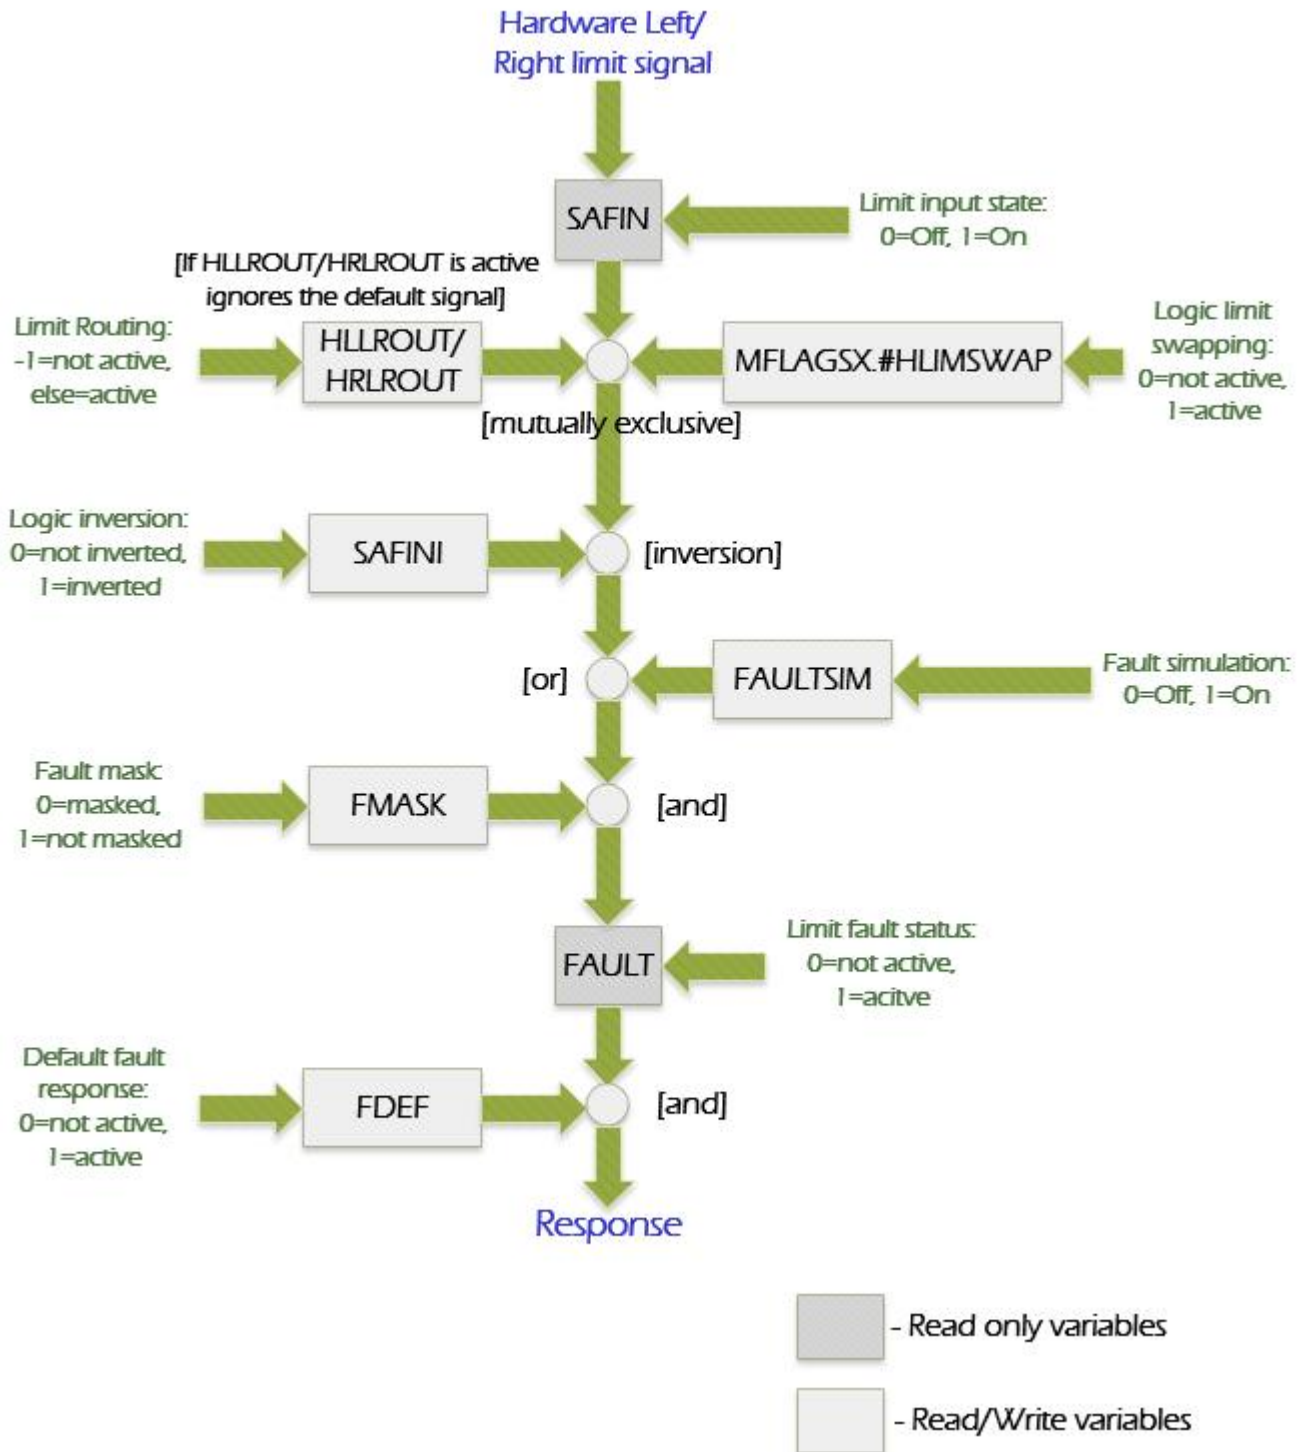 Hardware Left/
Right limit signal
SAFIN
Limit input state:
0=Off, 1=On
[If HLLROUT/HRLROUT is active
ignores the default signal]
Limit Routing:
-1=not active,
else=active
HLLROUT/
HRLROUT
MFLAGSX.#HLIMSWAP
Logic limit
swapping:
0=not active,
1=active
[mutually exclusive]
Logic inversion:
0=not inverted,
1=inverted
SAFINI
[inversion]
[or]
FAULTSIM
Fault simulation:
0=Off, 1=On
Fault mask:
0=masked,
1=not masked
FMASK
[and]
FAULT
Limit fault status:
0=not active,
1=acitve
Default fault
response:
0=not active,
1=active
FDEF
[and]
Response
- Read only variables
- Read/Write variables